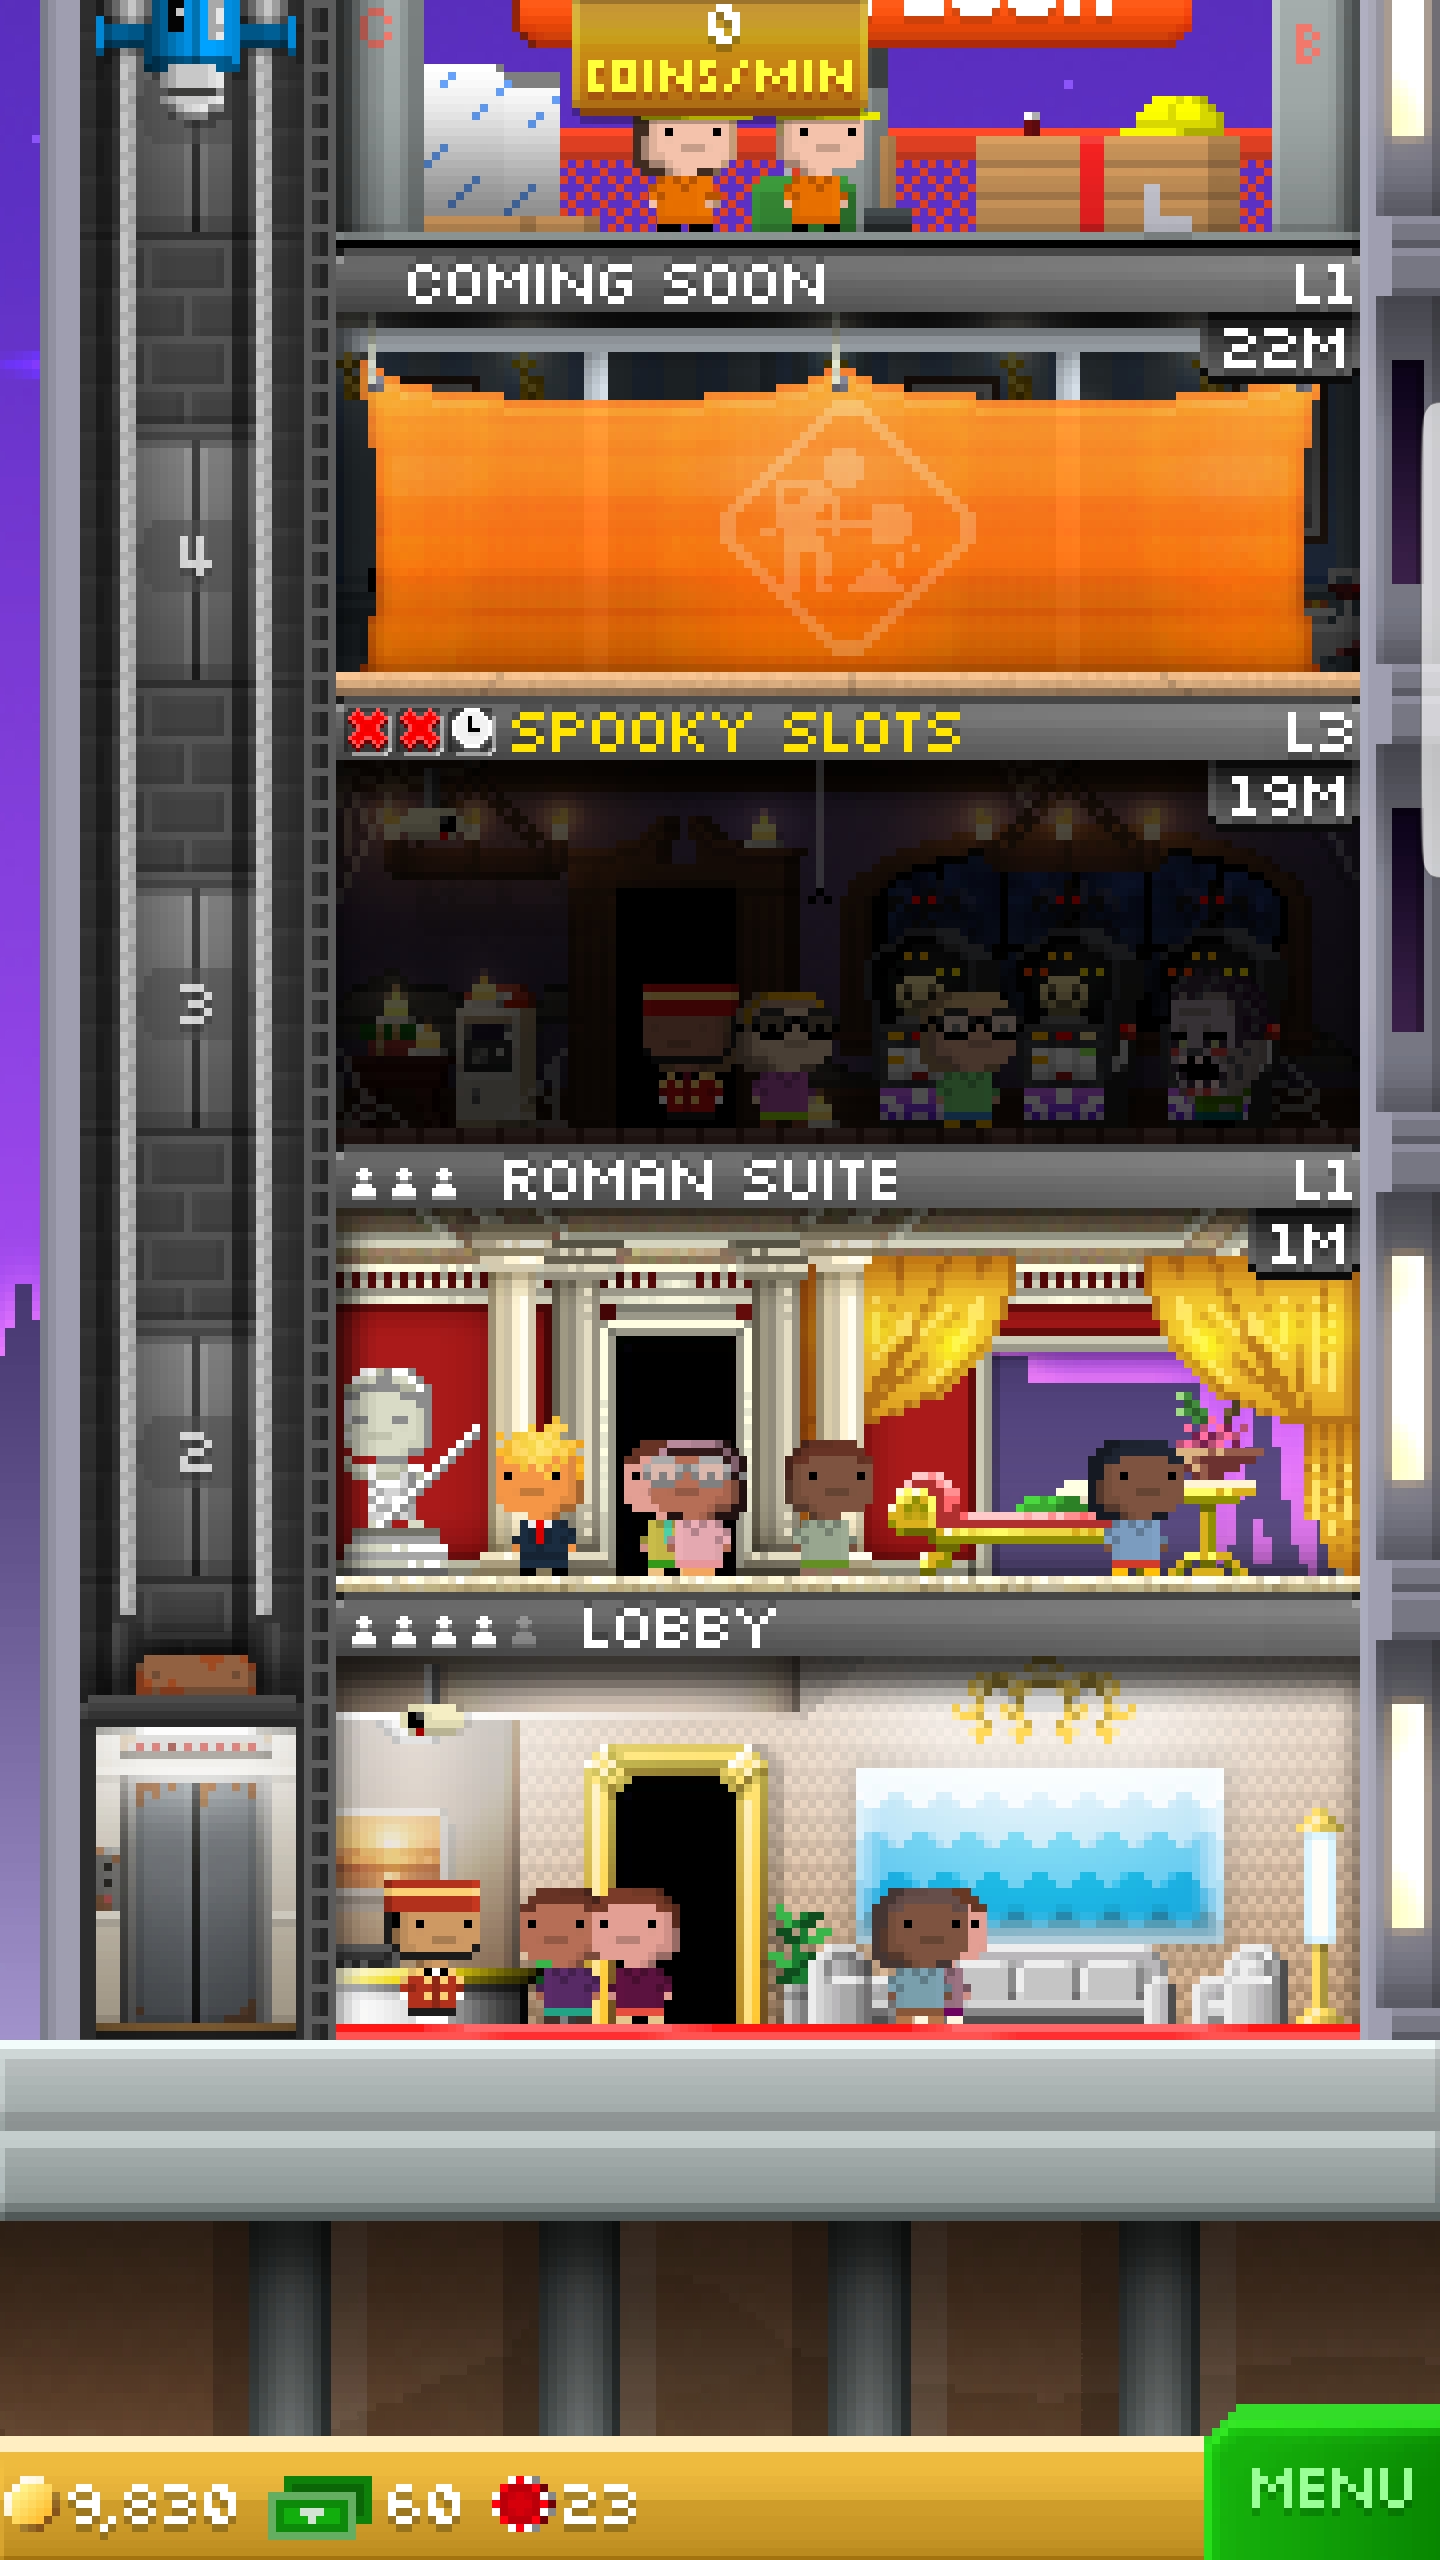 C
0
COINS/MIN
B
COMING SOON L1
22M
4
SPOOKY SLOTS L3
19M
3
ROMAN SUITE L1
1M
2
LOBBY
9,830 60 23
MENU